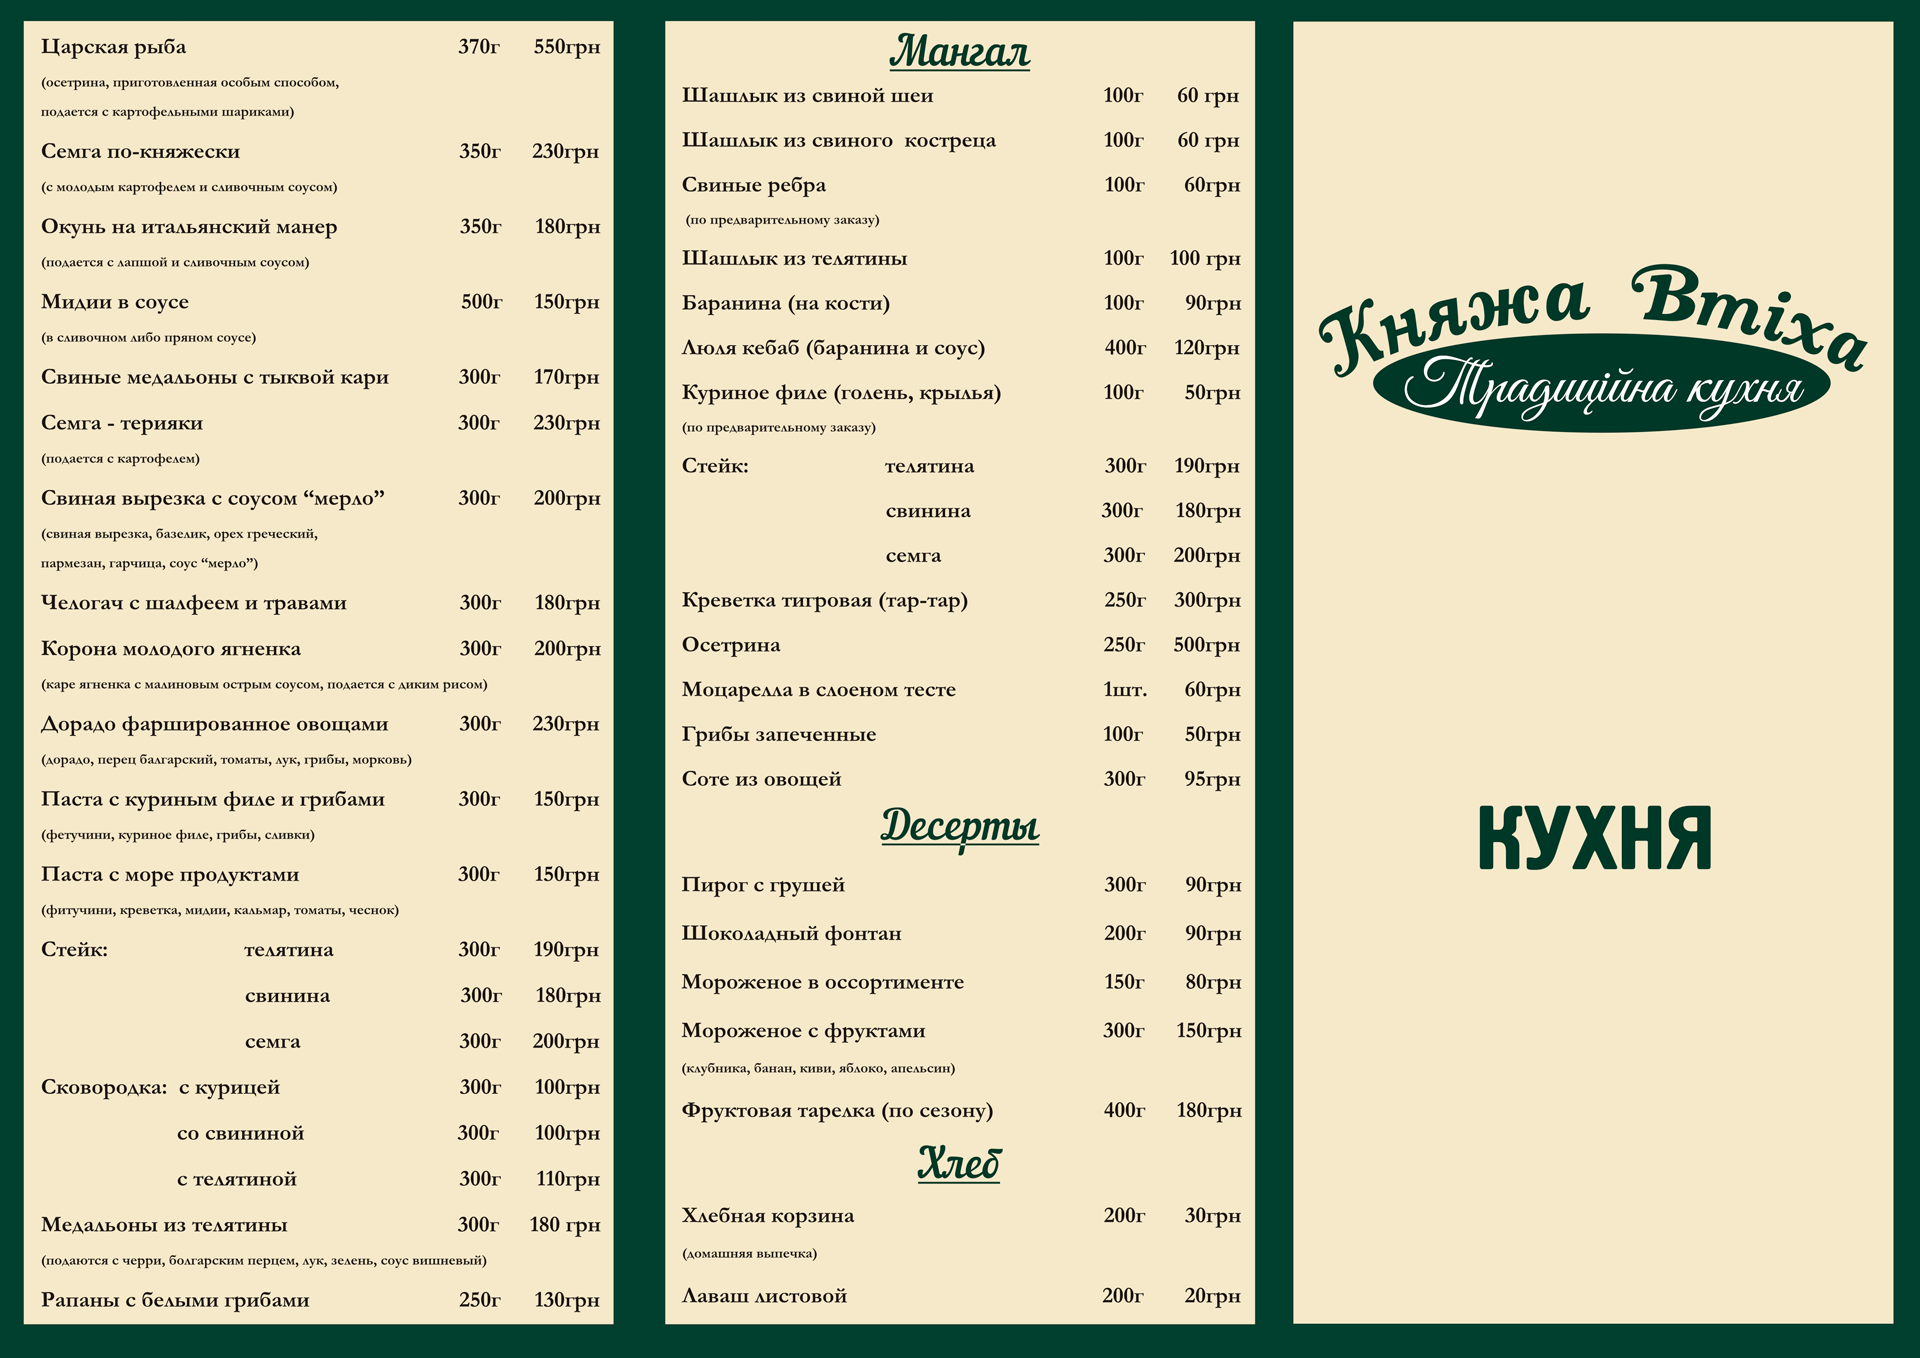 Царская рыба 370г 550грн
(осетрина, приготовленная особым способом,
подается с картофельными шариками)
Семга по-княжески 350г 230грн
(с молодым картофелем и сливочным соусом)
Окунь на итальянский манер 350г 180грн
(подается с лапшой и сливочным соусом)
Мидии в соусе 500г 150грн
(в сливочном либо пряном соусе)
Свиные медальоны с тыквой кари 300г 170грн
Семга - терияки 300г 230грн
(подается с картофелем)
Свиная вырезка с соусом “мерло” 300г 200грн
(свиная вырезка, базелик, орех греческий,
пармезан, гарчица, соус “мерло”)
Челогач с шалфеем и травами 300г 180грн
Корона молодого ягненка 300г 200грн
(каре ягненка с малиновым острым соусом, подается с диким рисом)
Дорадо фаршированное овощами 300г 230грн
(дорадо, перец балгарский, томаты, лук, грибы, морковь)
Паста с куриным филе и грибами 300г 150грн
(фетучини, куриное филе, грибы, сливки)
Паста с море продуктами 300г 150грн
(фитучини, креветка, мидии, кальмар, томаты, чеснок)
Стейк: телятина 300г 190грн
свинина 300г 180грн
семга 300г 200грн
Сковородка: с курицей 300г 100грн
со свининой 300г 100грн
с телятиной 300г 110грн
Медальоны из телятины 300г 180 грн
(подаются с черри, болгарским перцем, лук, зелень, соус вишневый)
Рапаны с белыми грибами 250г 130грн
Мангал
Шашлык из свиной шеи 100г 60 грн
Шашлык из свиного костреца 100г 60 грн
Свиные ребра 100г 60грн
(по предварительному заказу)
Шашлык из телятины 100г 100 грн
Баранина (на кости) 100г 90грн
Люля кебаб (баранина и соус) 400г 120грн
Куриное филе (голень, крылья) 100г 50грн
(по предварительному заказу)
Стейк: телятина 300г 190грн
свинина 300г 180грн
семга 300г 200грн
Креветка тигровая (тар-тар) 250г 300грн
Осетрина 250г 500грн
Моцарелла в слоеном тесте 1шт. 60грн
Грибы запеченные 100г 50грн
Соте из овощей 300г 95грн
Десерты
Пирог с грушей 300г 90грн
Шоколадный фонтан 200г 90грн
Мороженое в оссортименте 150г 80грн
Мороженое с фруктами 300г 150грн
(клубника, банан, киви, яблоко, апельсин)
Фруктовая тарелка (по сезону) 400г 180грн
Хлеб
Хлебная корзина 200г 30грн
(домашняя выпечка)
Лаваш листовой 200г 20грн
Княжа Втіха
Традиційна кухня
КУХНЯ